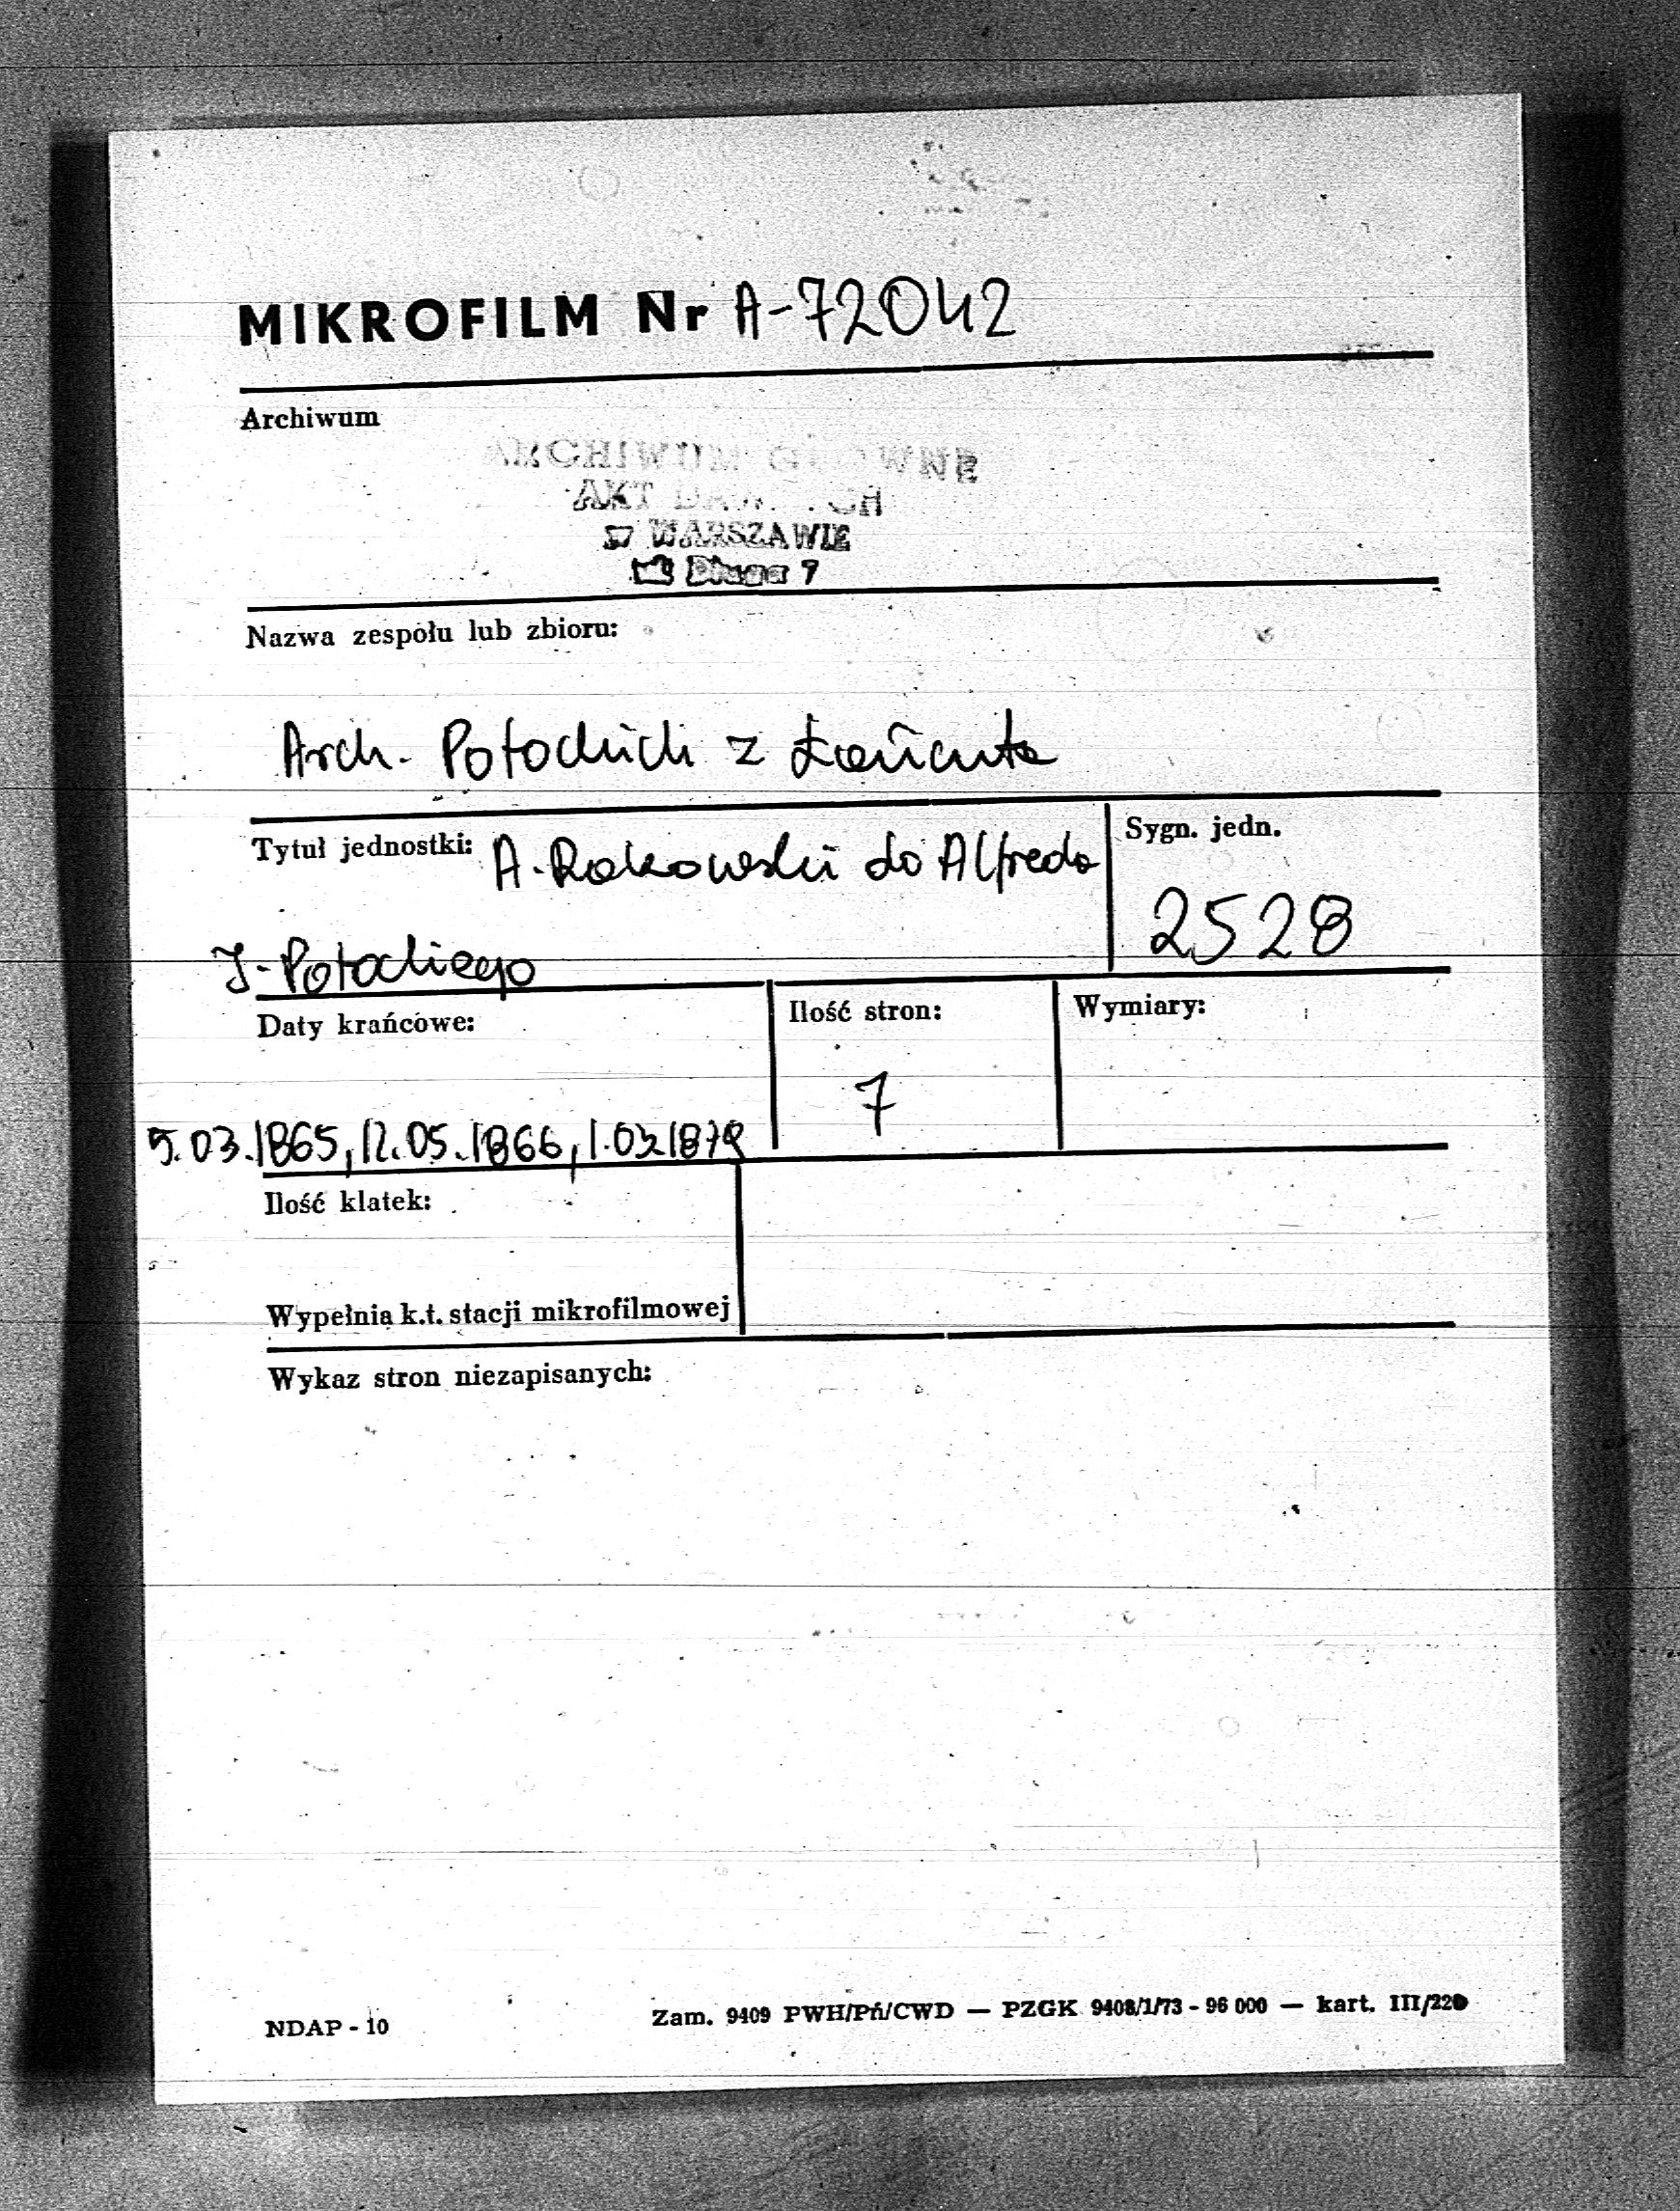 MIKROFILM Nr A-72042
Archiwum
ARCHIWUM GŁÓWNE
AKT DAWNYCH
w WARSZAWIE
ul. Długa 7
Nazwa zespołu lub zbioru:
Arch. Potockich z Łańcuta
Tytuł jednostki: A. Rakowski do Alfreda
Sygn. jedn.
2528
J. Potockiego
Daty krańcowe:
Ilość stron:
Wymiary:
7
5.03.1865, 12.05.1866,
Ilość klatek:
Wypełnia k.t. stacji mikrofilmowej
Wykaz stron niezapisanych:
NDAP - 10
Zam. 9409 PWH/Pń/CWD — PZGK 9408/1/73 - 96 000 — kart. III/220